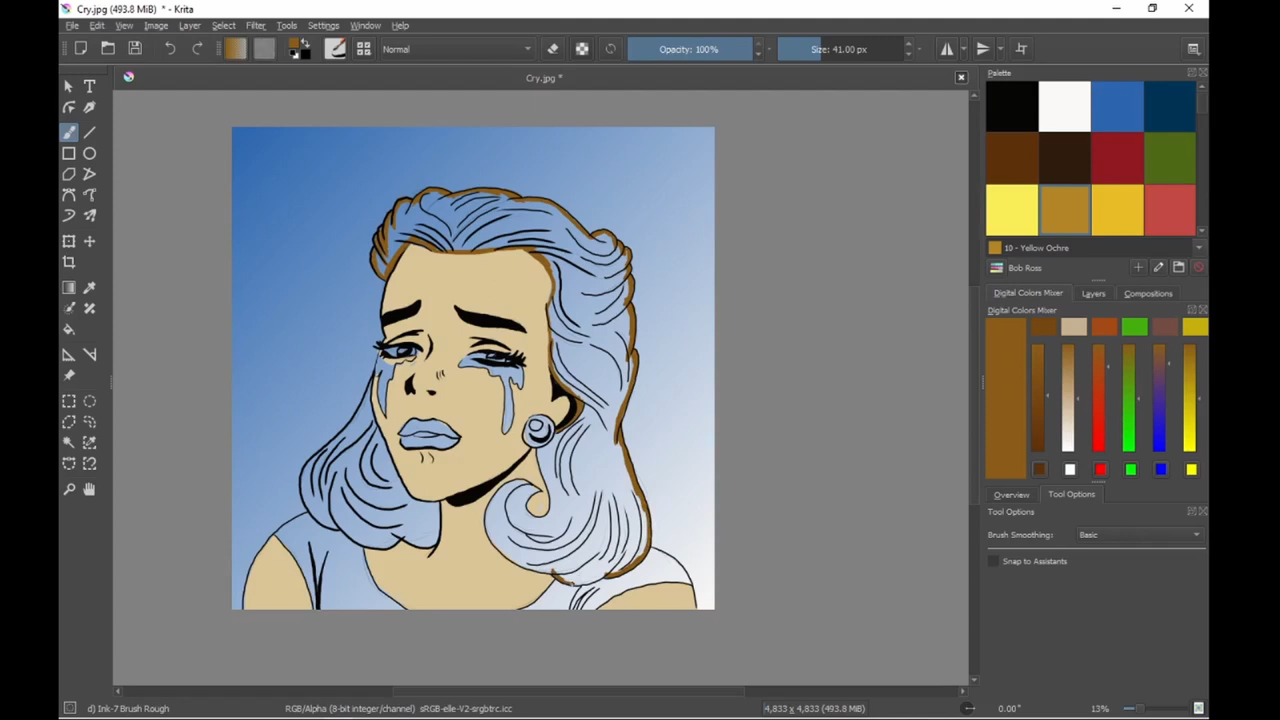 Cry.jpg (493.8 MiB) * - Krita
File Edit View Image Layer Select Filter Tools Settings Window Help
Normal
Opacity: 100%
Size: 41.00 px
Cry.jpg *
T
Palette
10 - Yellow Ochre
Bob Ross
Digital Colors Mixer Layers Compositions
Digital Colors Mixer
Overview Tool Options
Tool Options
Brush Smoothing: Basic
Snap to Assistants
d) Ink-7 Brush Rough RGB/Alpha (8-bit integer/channel) sRGB-elle-V2-srgbtrc.icc 4,833 x 4,833 (493.8 MiB) 0.00° 13%